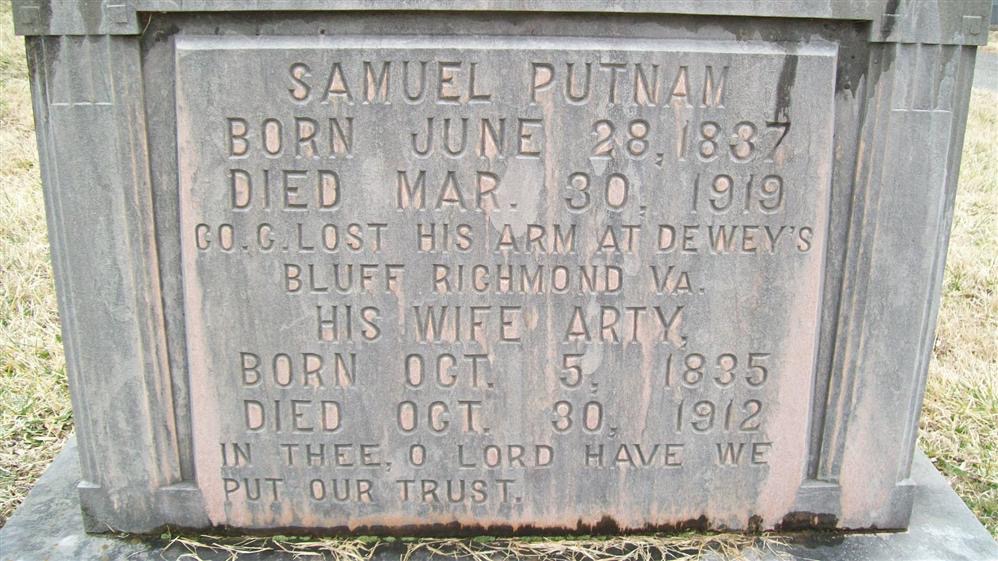 SAMUEL PUTNAM
BORN JUNE 28, 1837
DIED MAR. 30, 1919
CO. G. LOST HIS ARM AT DEWEY'S
BLUFF RICHMOND VA.
HIS WIFE ARTY,
BORN OCT. 5, 1835
DIED OCT. 30, 1912
IN THEE, O LORD HAVE WE
PUT OUR TRUST.